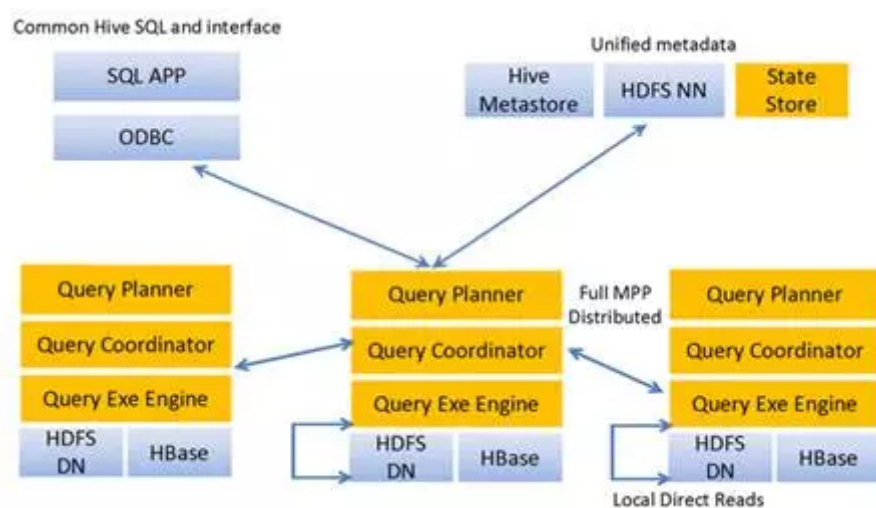 Common Hive SQL and interface
SQL APP
ODBC
Unified metadata
Hive
Metastore
HDFS NN
State
Store
Query Planner
Query Coordinator
Query Exe Engine
HDFS
DN
HBase
Query Planner
Query Coordinator
Query Exe Engine
HDFS
DN
HBase
Full MPP
Distributed
Query Planner
Query Coordinator
Query Exe Engine
HDFS
DN
HBase
Local Direct Reads